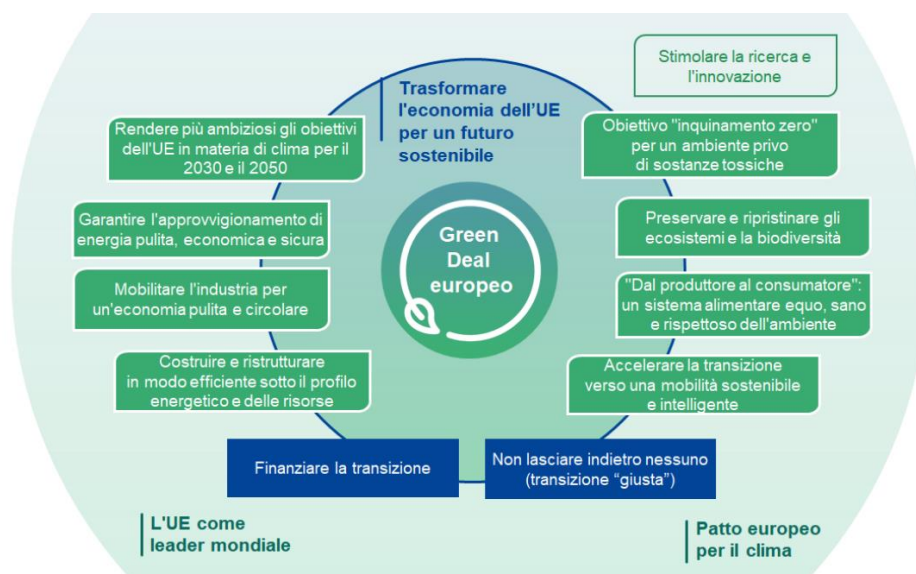 Stimolare la ricerca e
l'innovazione
Trasformare
l'economia dell'UE
per un futuro
sostenibile
Rendere più ambiziosi gli obiettivi
dell'UE in materia di clima per il
2030 e il 2050
Obiettivo "inquinamento zero"
per un ambiente privo
di sostanze tossiche
Garantire l'approvvigionamento di
energia pulita, economica e sicura
Green
Deal
europeo
Preservare e ripristinare gli
ecosistemi e la biodiversità
Mobilitare l'industria per
un'economia pulita e circolare
"Dal produttore al consumatore":
un sistema alimentare equo, sano
e rispettoso dell'ambiente
Costruire e ristrutturare
in modo efficiente sotto il profilo
energetico e delle risorse
Accelerare la transizione
verso una mobilità sostenibile
e intelligente
Finanziare la transizione
Non lasciare indietro nessuno
(transizione “giusta”)
L'UE come
leader mondiale
Patto europeo
per il clima